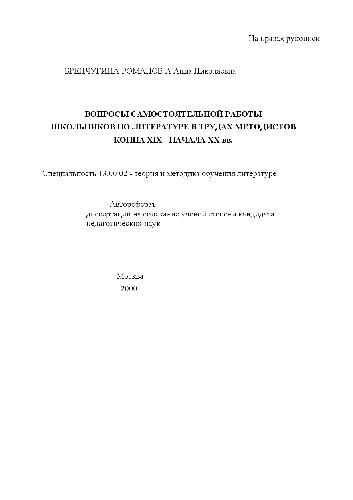 На правах рукописи
БРЕНЧУГИНА-РОМАНОВА Анна Николаевна
ВОПРОСЫ САМОСТОЯТЕЛЬНОЙ РАБОТЫ
ШКОЛЬНИКОВ ПО ЛИТЕРАТУРЕ В ТРУДАХ МЕТОДИСТОВ
КОНЦА XIX - НАЧАЛА XX вв.
Специальность 13.00.02 - теория и методика обучения литературе
Автореферат
диссертации на соискание ученой степени кандидата
педагогических наук
Москва
2000